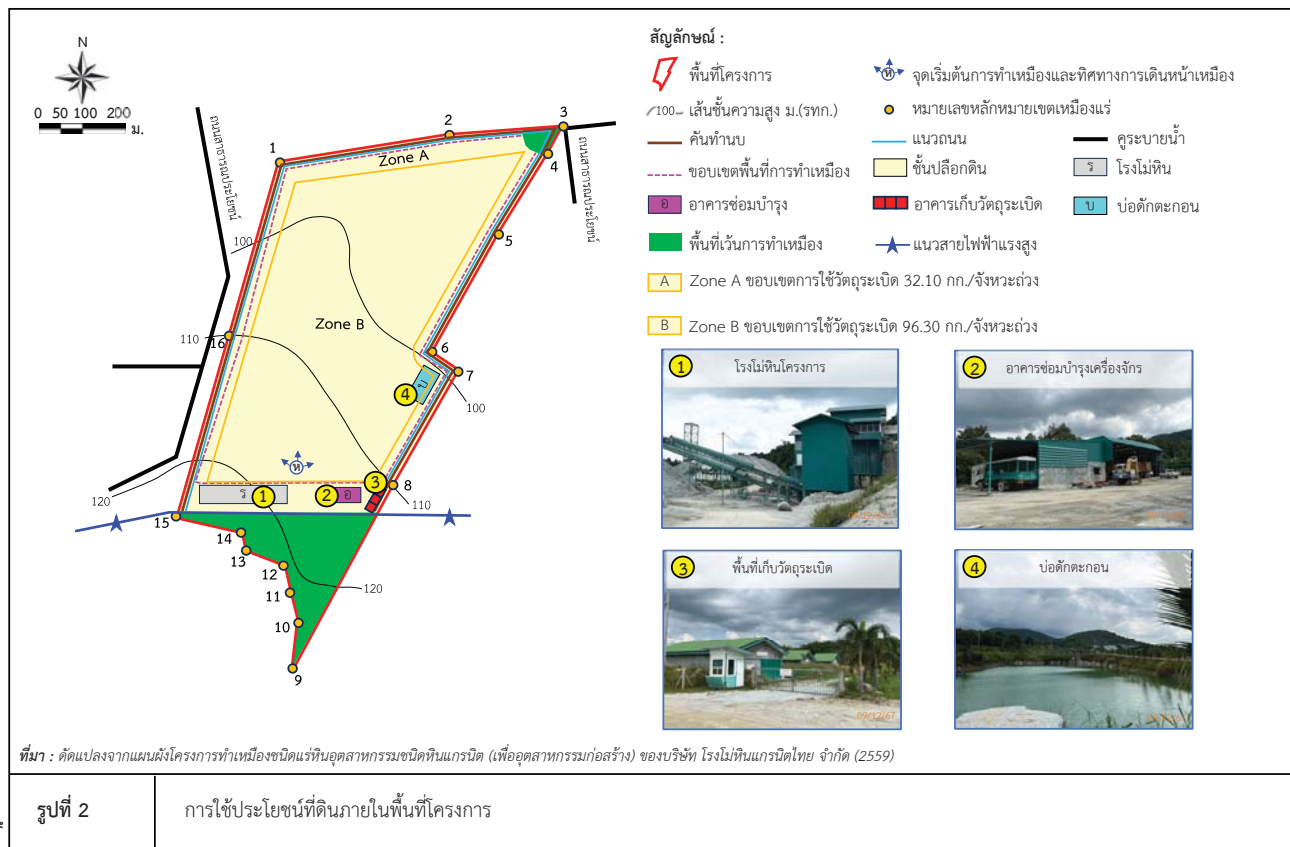 N
0 50 100 200
ม.
ถนนสาธารณประโยชน์
ถนนสาธารณประโยชน์
1
2
3
4
5
6
7
8
9
10
11
12
13
14
15
16
Zone A
Zone B
100
100
110
110
120
120
ท
ร
อ
บ
1
2
3
4
สัญลักษณ์ :
พื้นที่โครงการ
จุดเริ่มต้นการทำเหมืองและทิศทางการเดินหน้าเหมือง
100 เส้นชั้นความสูง ม.(รทก.)
หมายเลขหลักหมายเขตเหมืองแร่
คันทำนบ
แนวถนน
คูระบายน้ำ
ขอบเขตพื้นที่การทำเหมือง
ชั้นปลือกดิน
ร โรงโม่หิน
อ อาคารซ่อมบำรุง
อาคารเก็บวัตถุระเบิด
บ บ่อดักตะกอน
พื้นที่เว้นการทำเหมือง
แนวสายไฟฟ้าแรงสูง
A Zone A ขอบเขตการใช้วัตถุระเบิด 32.10 กก./จังหวะถ่วง
B Zone B ขอบเขตการใช้วัตถุระเบิด 96.30 กก./จังหวะถ่วง
1 โรงโม่หินโครงการ
2 อาคารซ่อมบำรุงเครื่องจักร
3 พื้นที่เก็บวัตถุระเบิด
09/12/67
4 บ่อดักตะกอน
ที่มา : ดัดแปลงจากแผนผังโครงการทำเหมืองชนิดแร่หินอุตสาหกรรมชนิดหินแกรนิต (เพื่ออุตสาหกรรมก่อสร้าง) ของบริษัท โรงโม่หินแกรนิตไทย จำกัด (2559)
รูปที่ 2
การใช้ประโยชน์ที่ดินภายในพื้นที่โครงการ